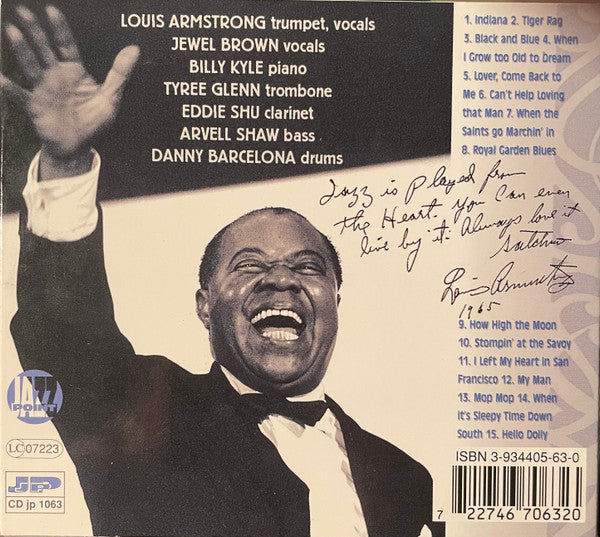 LOUIS ARMSTRONG trumpet, vocals
JEWEL BROWN vocals
BILLY KYLE piano
TYREE GLENN trombone
EDDIE SHU clarinet
ARVELL SHAW bass
DANNY BARCELONA drums
1. Indiana 2. Tiger Rag
3. Black and Blue 4. When
I Grow too Old to Dream
5. Lover, Come Back to
Me 6. Can't Help Loving
that Man 7. When the
Saints go Marchin' in
8. Royal Garden Blues
Jazz is played from
the Heart. you can even
live by it. Always love it
Satchmo
Louis Armstrong
1965
9. How High the Moon
10. Stompin' at the Savoy
11. I Left My Heart in San
Francisco 12. My Man
13. Mop Mop 14. When
it's Sleepy Time Down
South 15. Hello Dolly
JAZZ
POINT
LC 07223
JP
CD jp 1063
ISBN 3-934405-63-0
7 22746 706320